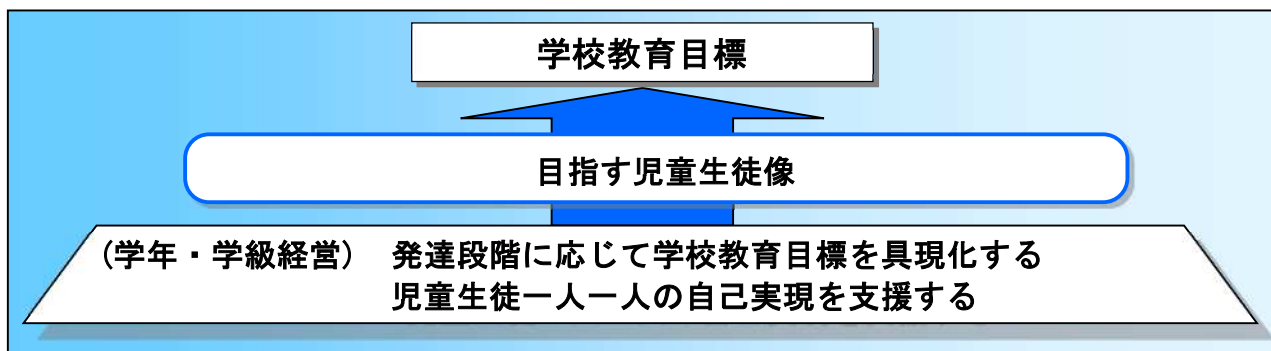 学校教育目標
目指す児童生徒像
(学年・学級経営) 発達段階に応じて学校教育目標を具現化する
児童生徒一人一人の自己実現を支援する